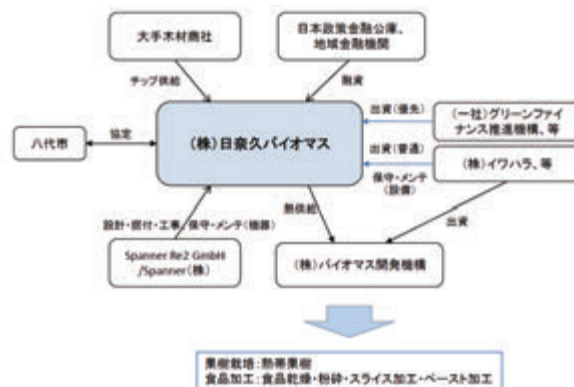 大手木材商社
日本政策金融公庫、
地域金融機関
チップ供給
融資
出資(優先)
(一社)グリーンファイ
ナンス推進機構、等
八代市
協定
(株)日奈久バイオマス
出資(普通)
(株)イワハラ、等
保守・メンテ
(設備)
設計・据付・工事、保守・メンテ(機器)
熱供給
出資
Spanner Re2 GmbH
/Spanner(株)
(株)バイオマス開発機構
果樹栽培:熱帯果樹
食品加工:食品乾燥・粉砕・スライス加工・ペースト加工